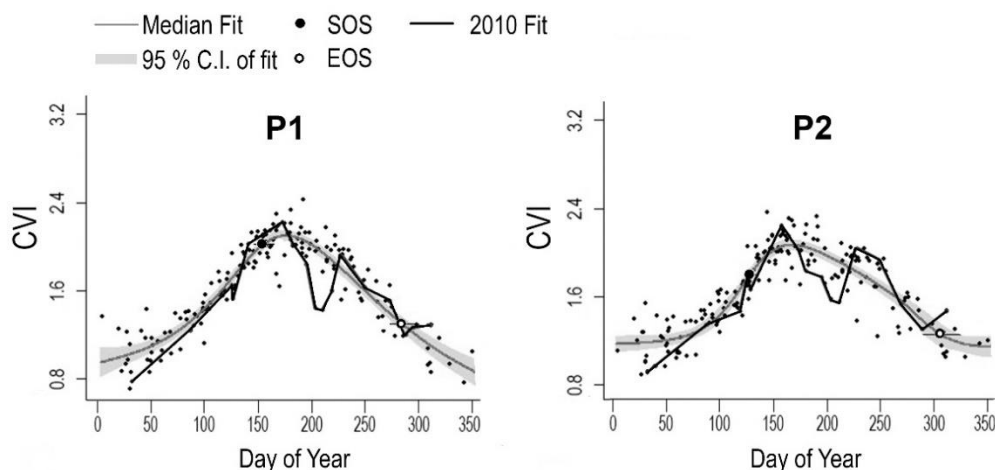 Median Fit SOS 2010 Fit
95 % C.I. of fit EOS
P1
CVI
3.2
2.4
1.6
0.8
0 50 100 150 200 250 300 350
Day of Year
P2
CVI
3.2
2.4
1.6
0.8
0 50 100 150 200 250 300 350
Day of Year